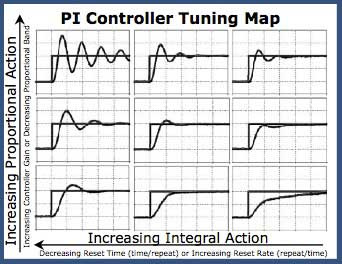 PI Controller Tuning Map
Increasing Proportional Action
Increasing Controller Gain or Decreasing Proportional Band
Increasing Integral Action
Decreasing Reset Time (time/repeat) or Increasing Reset Rate (repeat/time)